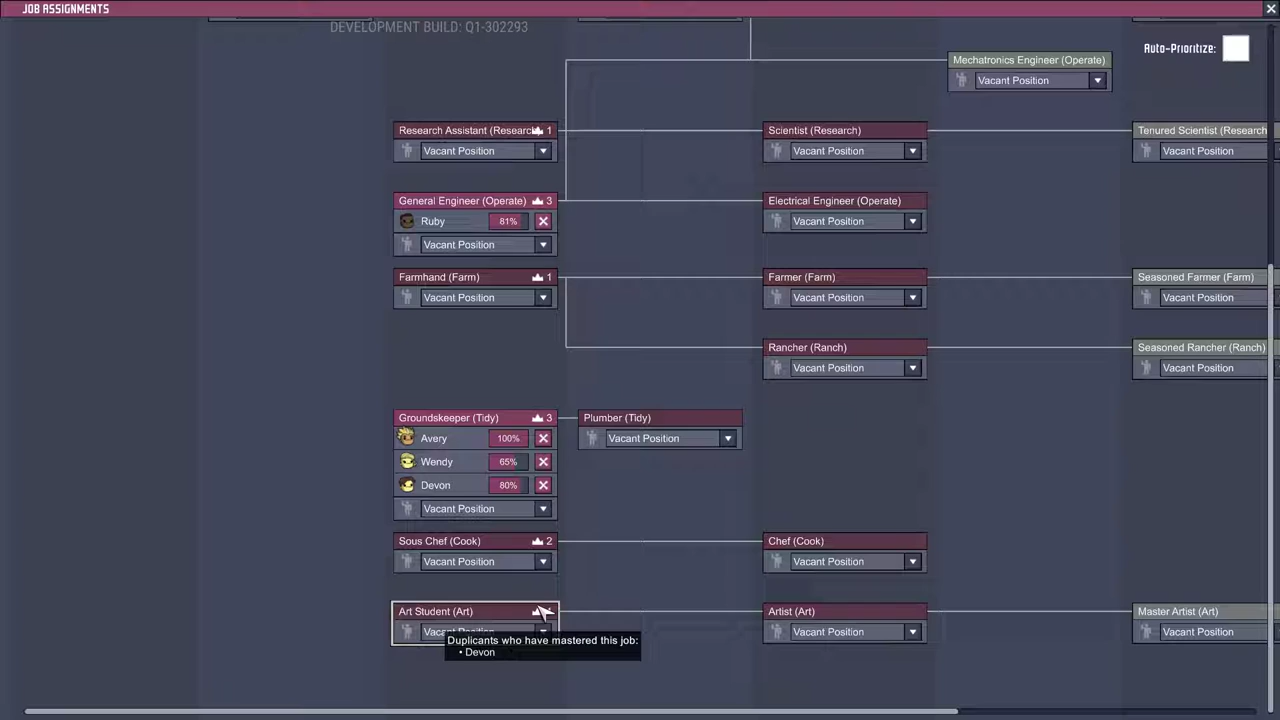 JOB ASSIGNMENTS
DEVELOPMENT BUILD: Q1-302293
Auto-Prioritize:
Mechatronics Engineer (Operate)
Vacant Position
Research Assistant (Research 1
Vacant Position
Scientist (Research)
Vacant Position
Tenured Scientist (Research
Vacant Position
General Engineer (Operate) 3
Ruby 81%
Vacant Position
Electrical Engineer (Operate)
Vacant Position
Farmhand (Farm) 1
Vacant Position
Farmer (Farm)
Vacant Position
Seasoned Farmer (Farm)
Vacant Position
Rancher (Ranch)
Vacant Position
Seasoned Rancher (Ranch)
Vacant Position
Groundskeeper (Tidy) 3
Avery 100%
Wendy 65%
Devon 80%
Vacant Position
Plumber (Tidy)
Vacant Position
Sous Chef (Cook) 2
Vacant Position
Chef (Cook)
Vacant Position
Art Student (Art)
Vacant Position
Artist (Art)
Vacant Position
Master Artist (Art)
Vacant Position
Duplicants who have mastered this job:
• Devon